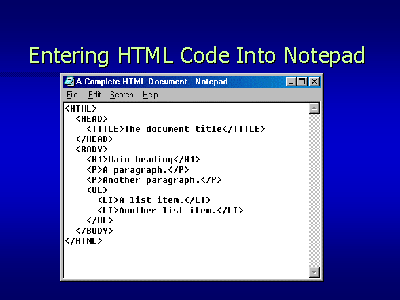 Entering HTML Code Into Notepad
A Complete HTML Document - Notepad
File Edit Search Help
<HTML>
<HEAD>
<TITLE>The document title</TITLE>
</HEAD>
<BODY>
<H1>Main heading</H1>
<P>A paragraph.</P>
<P>Another paragraph.</P>
<UL>
<LI>A list item.</LI>
<LI>Another list item.</LI>
</UL>
</BODY>
</HTML>